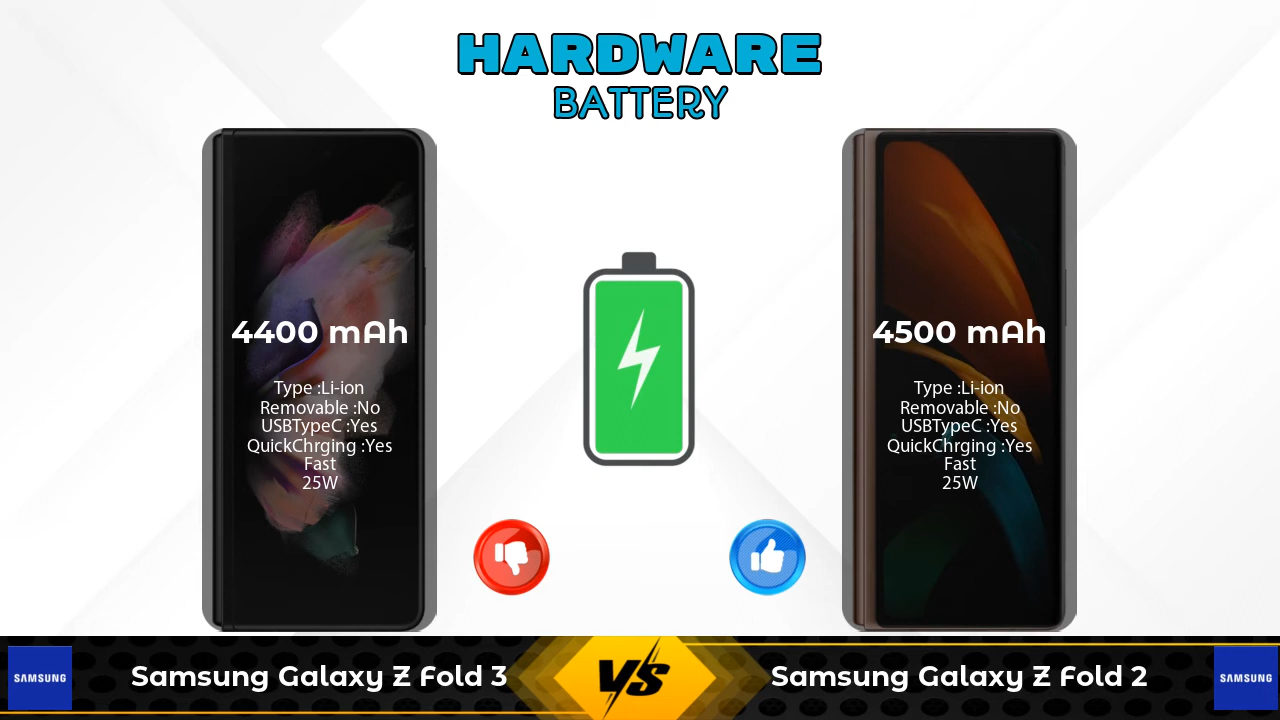 HARDWARE
BATTERY
4400 mAh
Type :Li-ion
Removable :No
USBTypeC :Yes
QuickChrging :Yes
Fast
25W
4500 mAh
Type :Li-ion
Removable :No
USBTypeC :Yes
QuickChrging :Yes
Fast
25W
SAMSUNG
Samsung Galaxy Z Fold 3
VS
Samsung Galaxy Z Fold 2
SAMSUNG